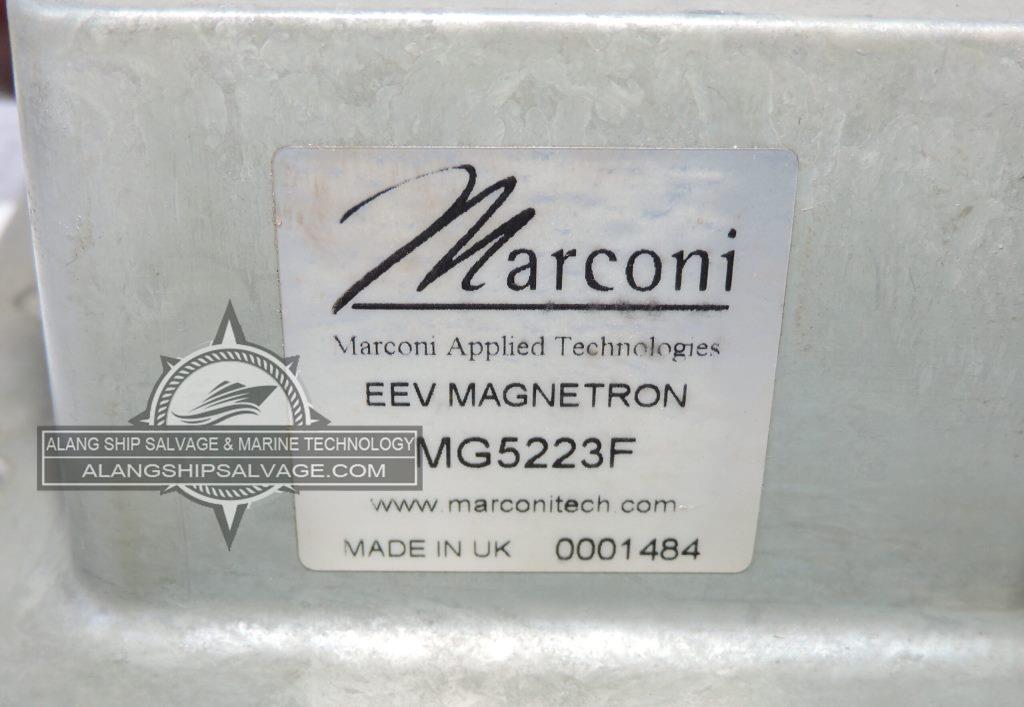 Marconi
Marconi Applied Technologies
EEV MAGNETRON
MG5223F
www.marconitech.com
MADE IN UK 0001484
ALANG SHIP SALVAGE & MARINE TECHNOLOGY
ALANGSHIPSALVAGE.COM